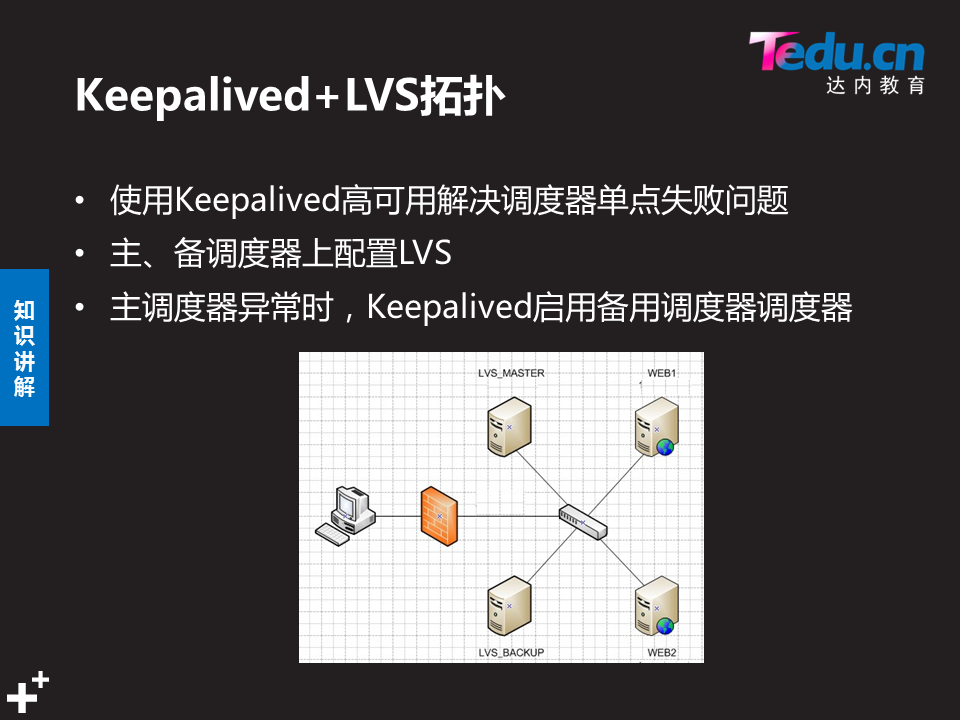 Tedu.cn
达内教育
Keepalived+LVS拓扑
• 使用Keepalived高可用解决调度器单点失败问题
• 主、备调度器上配置LVS
• 主调度器异常时，Keepalived启用备用调度器调度器
知识讲解
LVS_MASTER
WEB1
LVS_BACKUP
WEB2